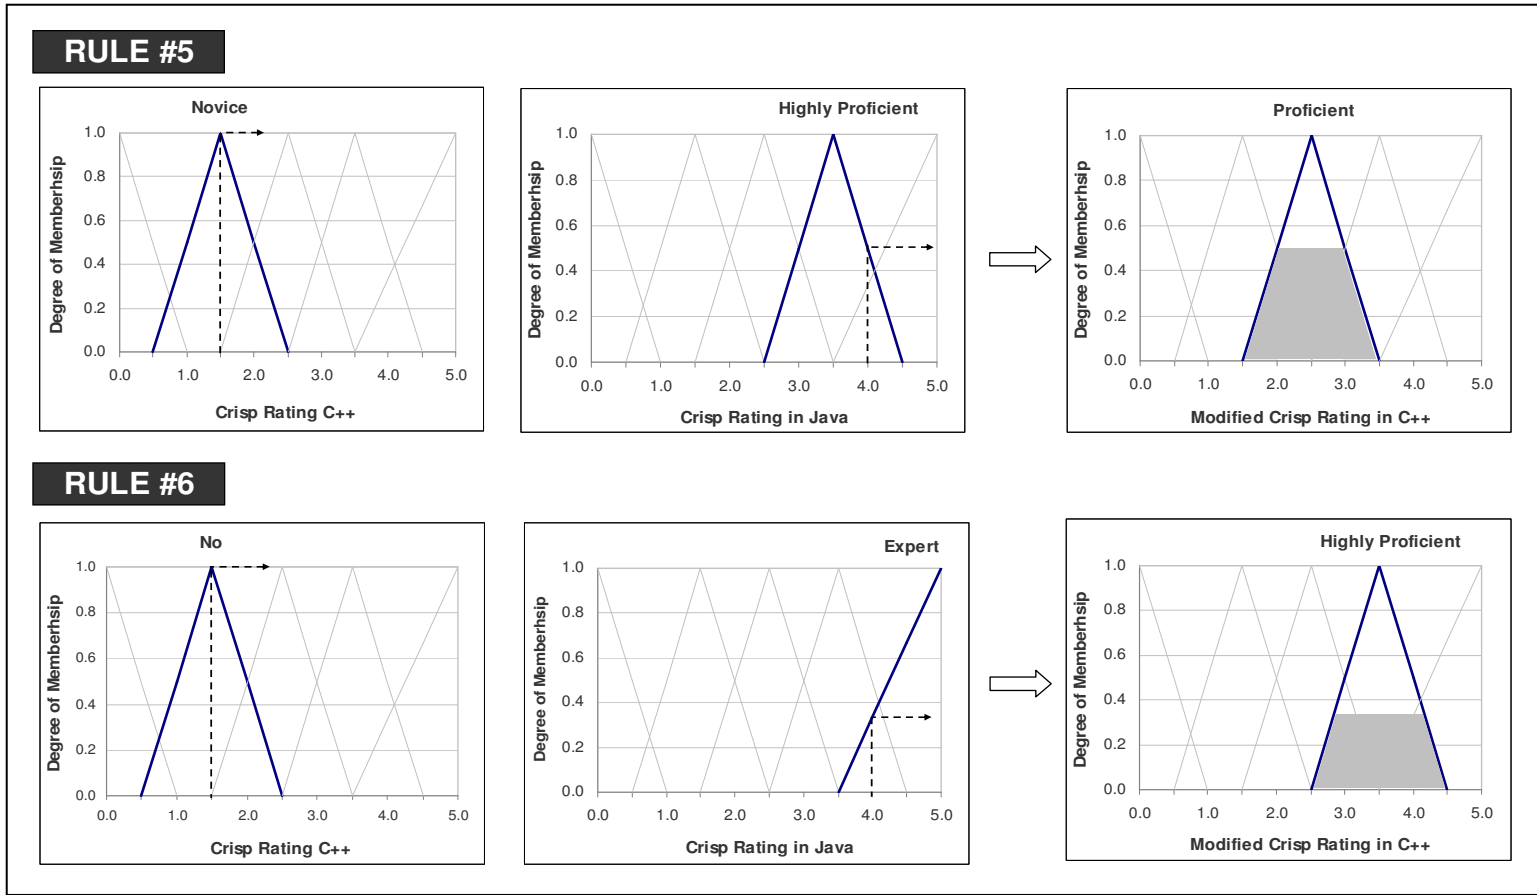 RULE #5
Novice
Degree of Memberhsip
1.0
0.8
0.6
0.4
0.2
0.0
0.0 1.0 2.0 3.0 4.0 5.0
Crisp Rating C++
Highly Proficient
Degree of Memberhsip
1.0
0.8
0.6
0.4
0.2
0.0
0.0 1.0 2.0 3.0 4.0 5.0
Crisp Rating in Java
Proficient
Degree of Memberhsip
1.0
0.8
0.6
0.4
0.2
0.0
0.0 1.0 2.0 3.0 4.0 5.0
Modified Crisp Rating in C++
RULE #6
No
Degree of Memberhsip
1.0
0.8
0.6
0.4
0.2
0.0
0.0 1.0 2.0 3.0 4.0 5.0
Crisp Rating C++
Expert
Degree of Memberhsip
1.0
0.8
0.6
0.4
0.2
0.0
0.0 1.0 2.0 3.0 4.0 5.0
Crisp Rating in Java
Highly Proficient
Degree of Memberhsip
1.0
0.8
0.6
0.4
0.2
0.0
0.0 1.0 2.0 3.0 4.0 5.0
Modified Crisp Rating in C++